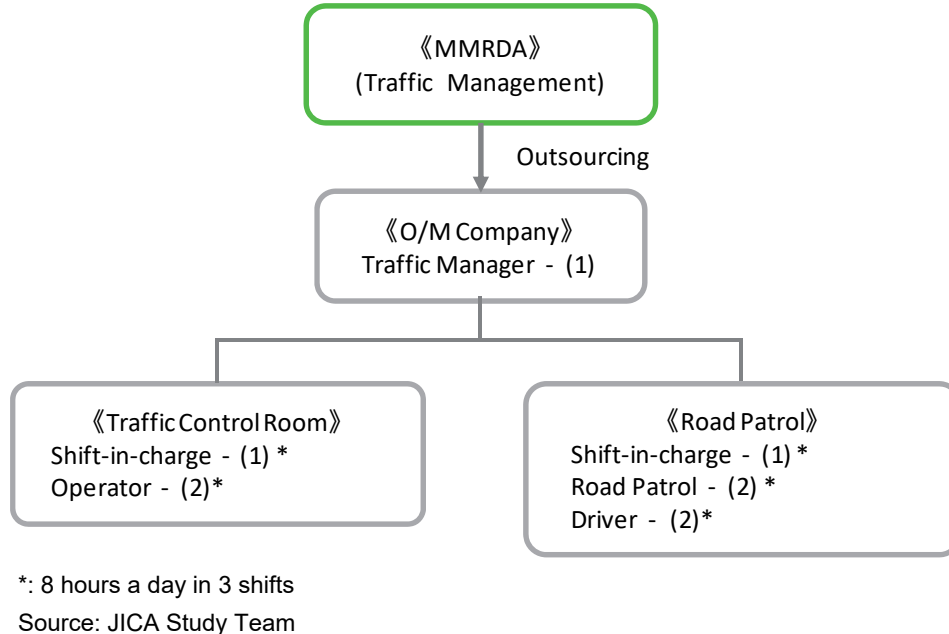 《MMRDA》
(Traffic Management)
Outsourcing
《O/M Company》
Traffic Manager - (1)
《Traffic Control Room》
Shift-in-charge - (1) *
Operator - (2)*
《Road Patrol》
Shift-in-charge - (1) *
Road Patrol - (2) *
Driver - (2)*
*: 8 hours a day in 3 shifts
Source: JICA Study Team